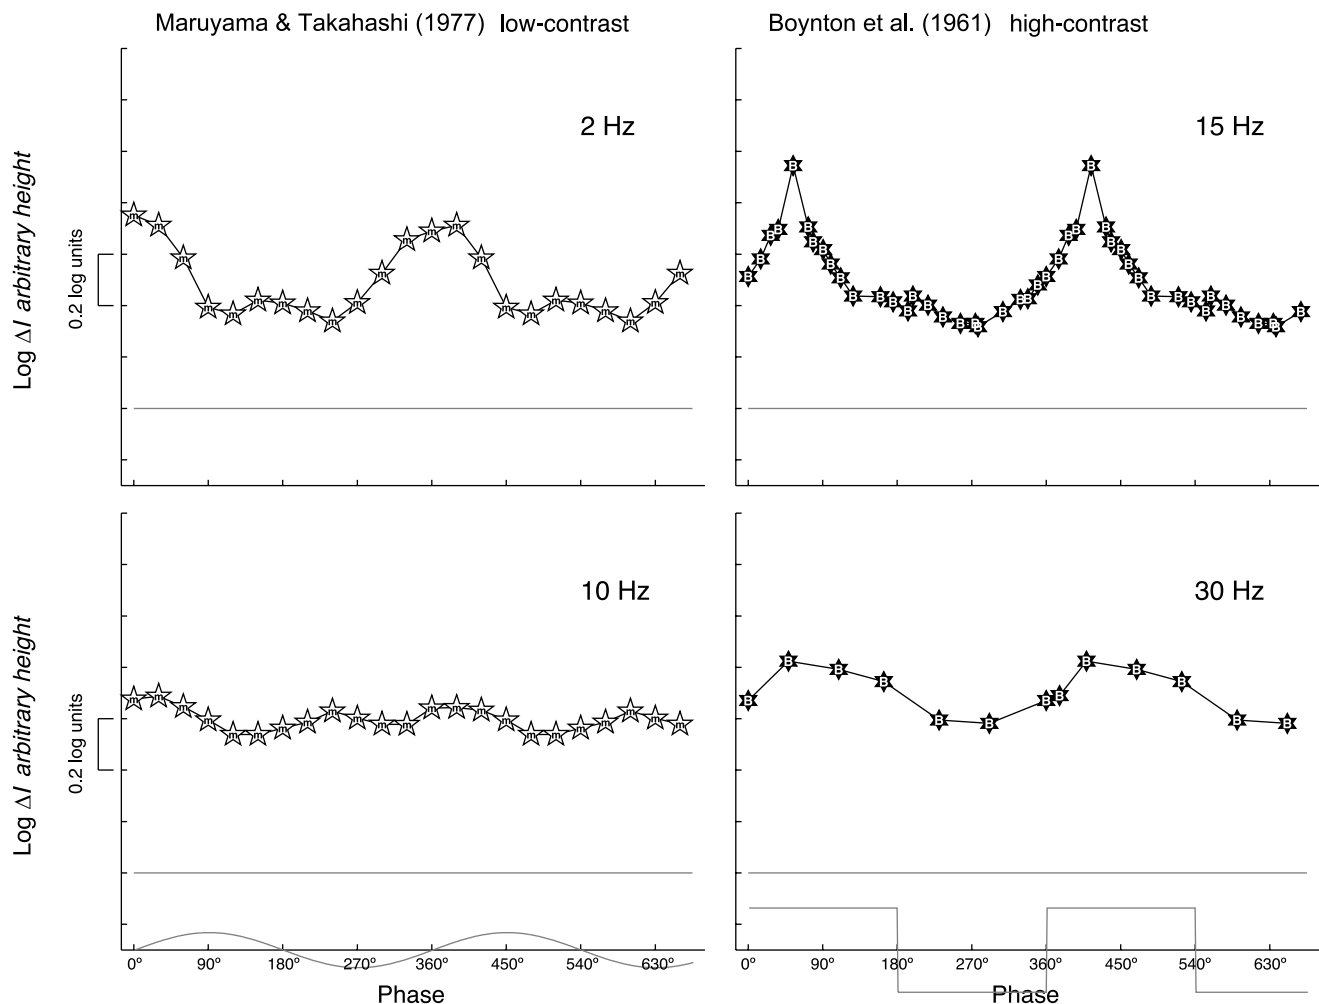 Maruyama & Takahashi (1977) low-contrast
Boynton et al. (1961) high-contrast
2 Hz
15 Hz
Log ΔI arbitrary height
0.2 log units
10 Hz
30 Hz
Log ΔI arbitrary height
0.2 log units
0° 90° 180° 270° 360° 450° 540° 630°
0° 90° 180° 270° 360° 450° 540° 630°
Phase
Phase